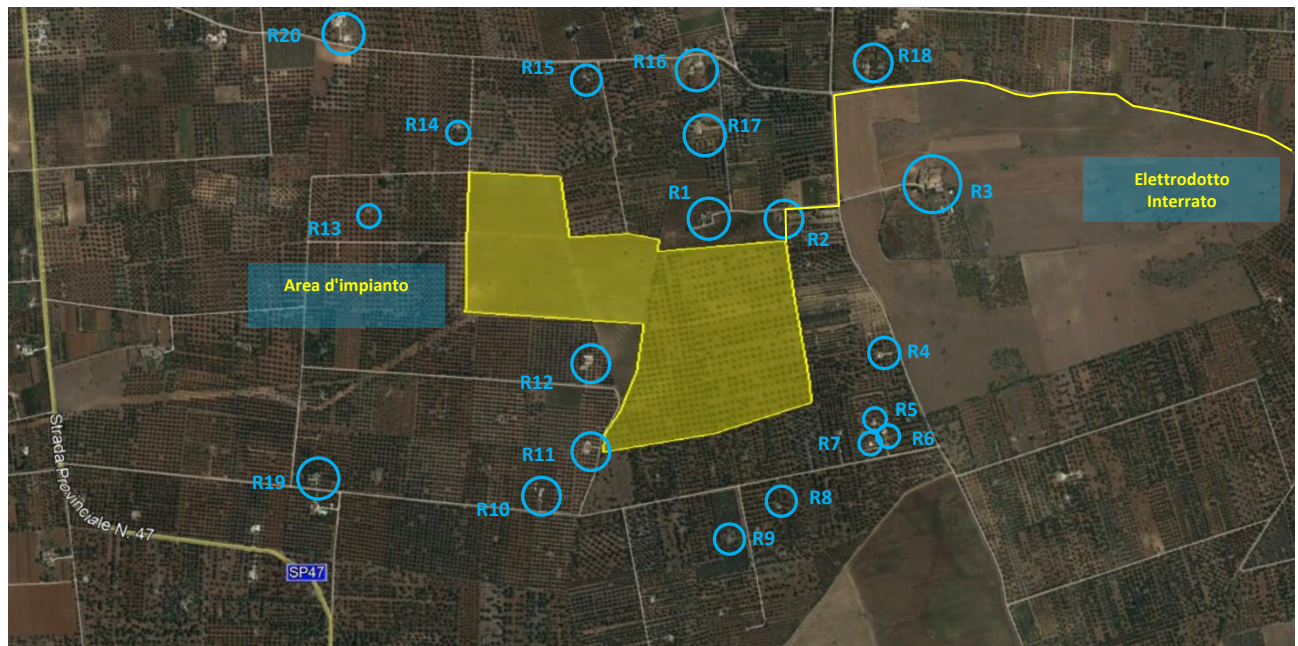 R20
R15
R16
R18
R14
R17
R1
R3
Elettrodotto
Interrato
R13
R2
Area d'impianto
R4
R12
R5
R6
R7
R11
R19
R10
R8
R9
Strada Provinciale N. 47
SP47